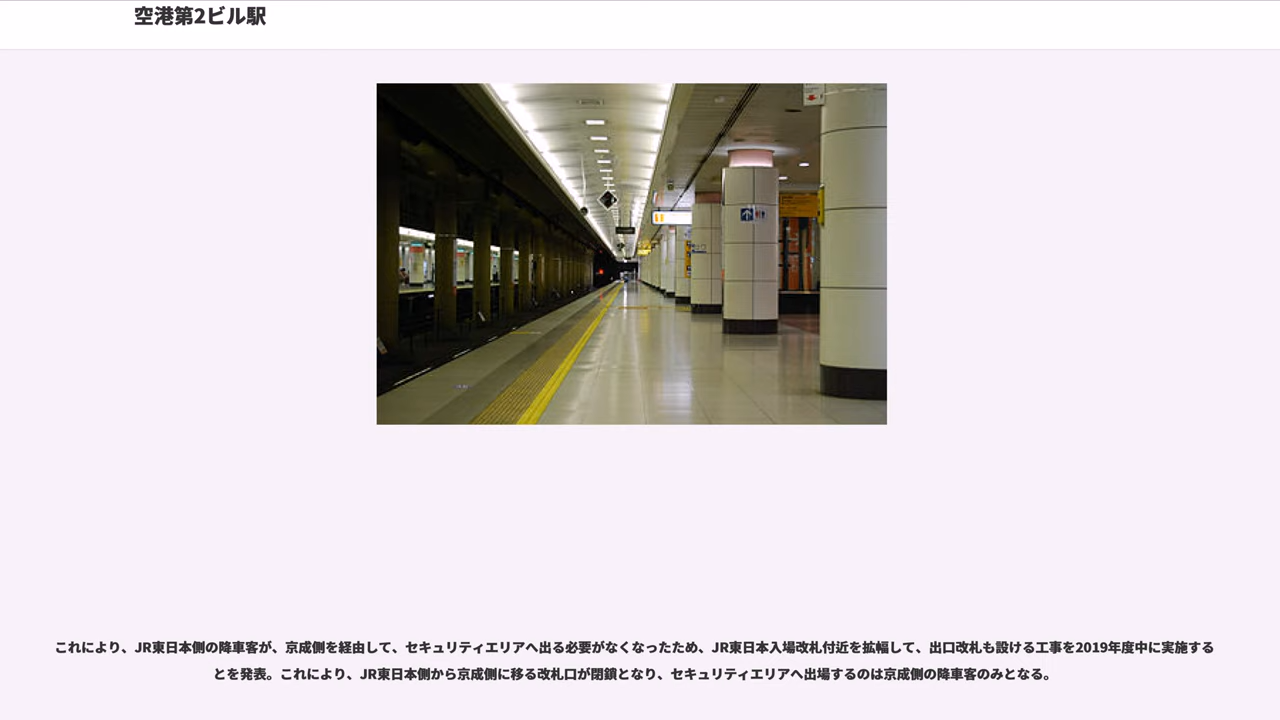 空港第2ビル駅
これにより、JR東日本側の降車客が、京成側を経由して、セキュリティエリアへ出る必要がなくなったため、JR東日本入場改札付近を拡幅して、出口改札も設ける工事を2019年度中に実施する
とを発表。これにより、JR東日本側から京成側に移る改札口が閉鎖となり、セキュリティエリアへ出場するのは京成側の降車客のみとなる。